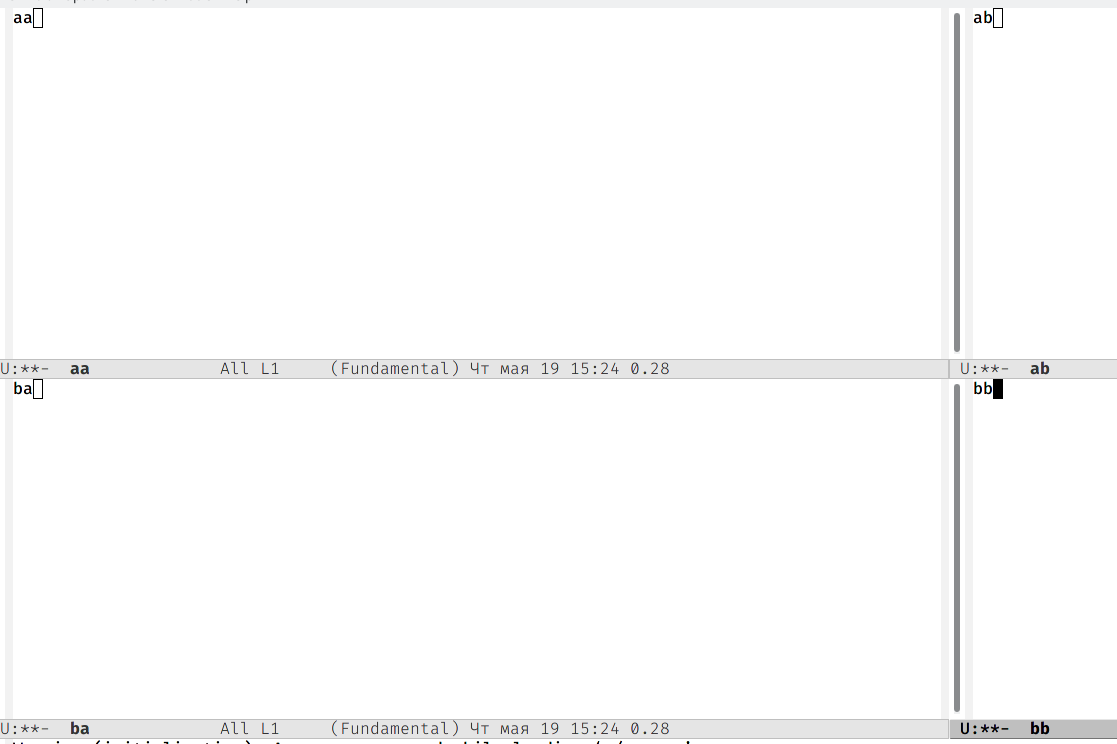 aa
ab
U:**-  aa             All L1     (Fundamental) Чт мая 19 15:24 0.28
U:**-  ab
ba
bb
U:**-  ba             All L1     (Fundamental) Чт мая 19 15:24 0.28
U:**-  bb